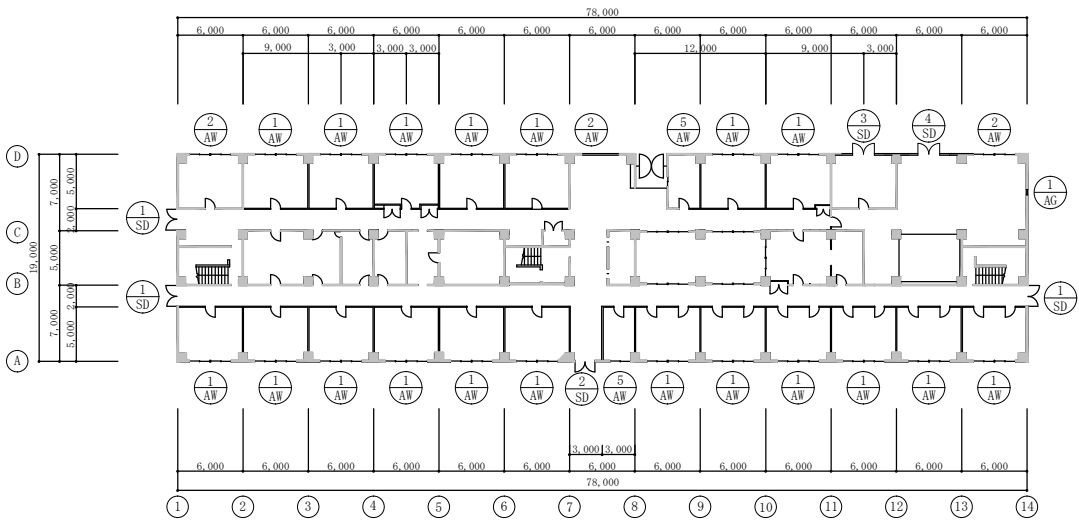 78,000
6,000 6,000 6,000 6,000 6,000 6,000 6,000 6,000 6,000 6,000 6,000 6,000 6,000
9,000 3,000 3,000 3,000 12,000 9,000 3,000
2 1 1 1 1 1 2 5 1 1 3 4 2
AW AW AW AW AW AW AW AW AW AW SD SD AW
D
7,000
5,000
2,000
1
AG
1
SD
C
19,000
5,000
B
2,000
1
SD
1
SD
7,000
5,000
A
1 1 1 1 1 1 2 5 1 1 1 1 1 1
AW AW AW AW AW AW SD AW AW AW AW AW AW AW
3,000 3,000
6,000 6,000 6,000 6,000 6,000 6,000 6,000 6,000 6,000 6,000 6,000 6,000 6,000
78,000
1 2 3 4 5 6 7 8 9 10 11 12 13 14